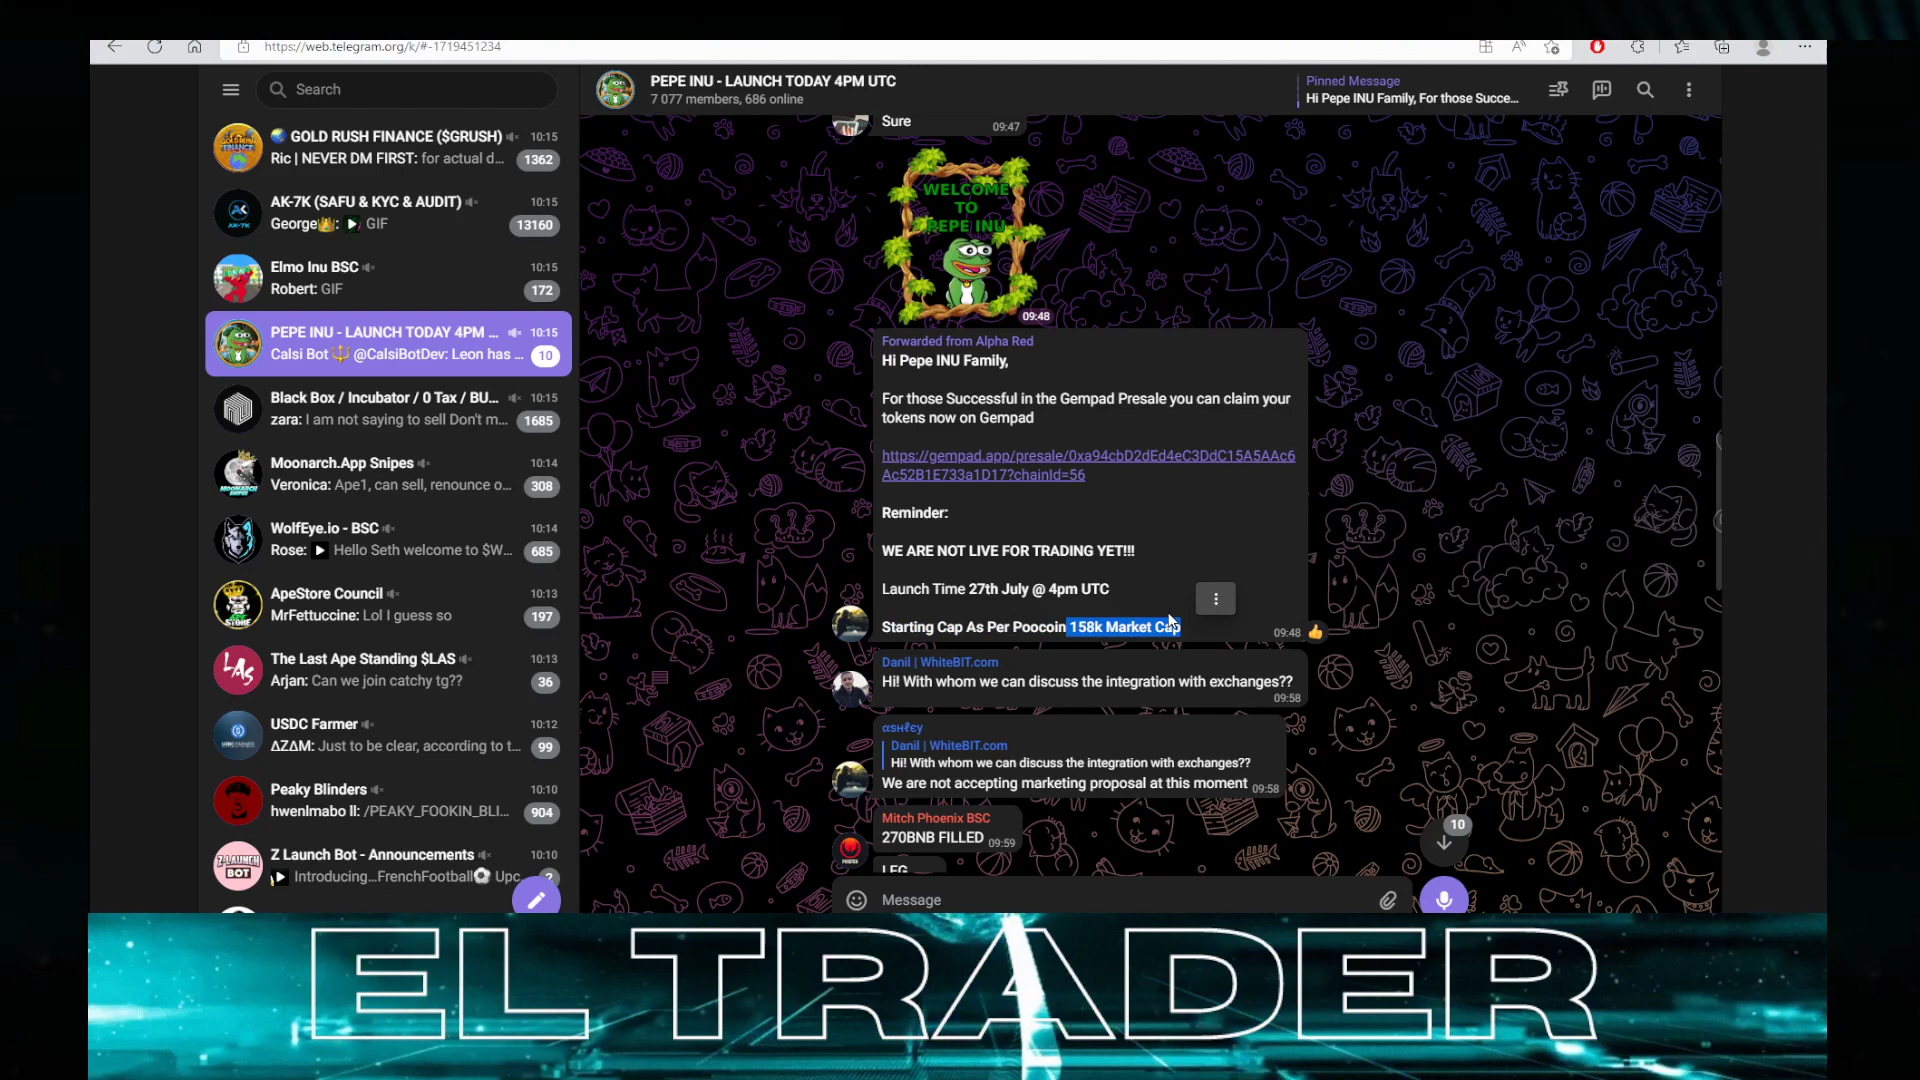 https://web.telegram.org/k/#-1719451234
Search
GOLD RUSH FINANCE ($GRUSH) 10:15
Ric | NEVER DM FIRST: for actual d... 1362
AK-7K (SAFU & KYC & AUDIT) 10:15
George: GIF 13160
Elmo Inu BSC 10:15
Robert: GIF 172
PEPE INU - LAUNCH TODAY 4PM ... 10:15
Calsi Bot @CalsiBotDev: Leon has ... 10
Black Box / Incubator / 0 Tax / BU... 10:15
zara: I am not saying to sell Don't m... 1685
Moonarch.App Snipes 10:14
Veronica: Ape1, can sell, renounce o... 308
WolfEye.io - BSC 10:14
Rose: Hello Seth welcome to $W... 685
ApeStore Council 10:13
MrFettuccine: Lol I guess so 197
The Last Ape Standing $LAS 10:13
Arjan: Can we join catchy tg?? 36
USDC Farmer 10:12
ΔZΔM: Just to be clear, according to t... 99
Peaky Blinders 10:10
hwenlmabo ll: /PEAKY_FOOKIN_BLI... 904
Z Launch Bot - Announcements 10:10
Introducing...FrenchFootball⚽ Upc...
PEPE INU - LAUNCH TODAY 4PM UTC
7 077 members, 686 online
Pinned Message
Hi Pepe INU Family, For those Succe...
Sure 09:47
WELCOME
TO
PEPE INU
09:48
Forwarded from Alpha Red
Hi Pepe INU Family,
For those Successful in the Gempad Presale you can claim your
tokens now on Gempad
https://gempad.app/presale/0xa94cbD2dEd4eC3DdC15A5AAc6
Ac52B1E733a1D17?chainId=56
Reminder:
WE ARE NOT LIVE FOR TRADING YET!!!
Launch Time 27th July @ 4pm UTC
Starting Cap As Per Poocoin 158k Market Cap
09:48 👍
Danil | WhiteBIT.com
Hi! With whom we can discuss the integration with exchanges??
09:58
αsнℓєy
Danil | WhiteBIT.com
Hi! With whom we can discuss the integration with exchanges??
We are not accepting marketing proposal at this moment 09:58
Mitch Phoenix BSC
270BNB FILLED 09:59
10
Message
EL TRADER